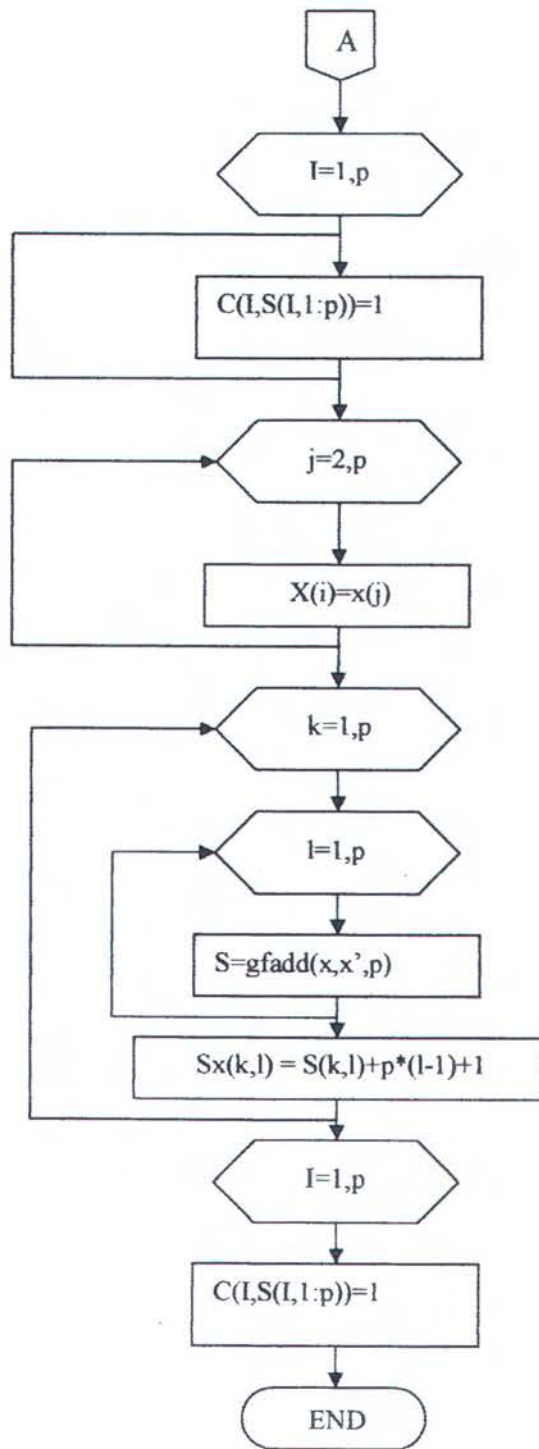 A
I=1,p
C(I,S(I,1:p))=1
j=2,p
X(i)=x(j)
k=1,p
l=1,p
S=gfadd(x,x’,p)
Sx(k,l) = S(k,l)+p*(l-1)+1
I=1,p
C(I,S(I,1:p))=1
END